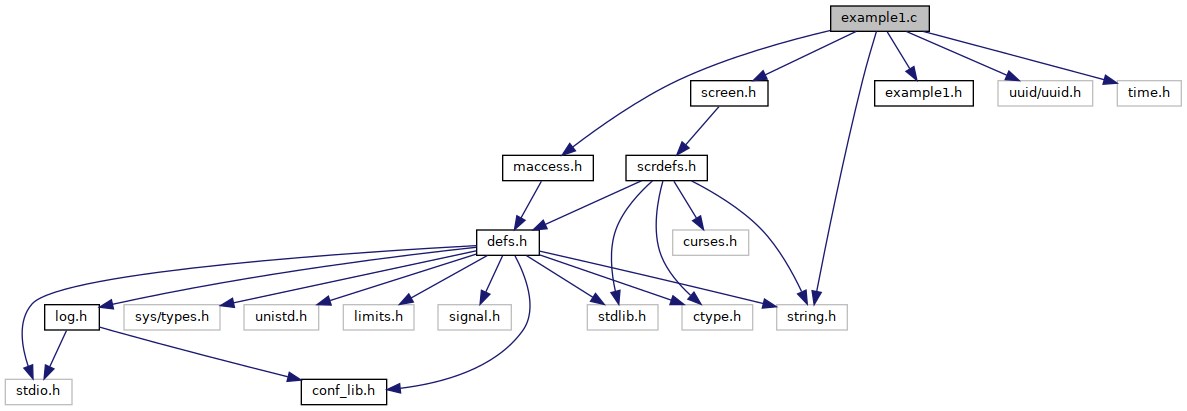 example1.c
screen.h
example1.h
uuid/uuid.h
time.h
maccess.h
scrdefs.h
defs.h
curses.h
log.h
sys/types.h
unistd.h
limits.h
signal.h
stdlib.h
ctype.h
string.h
stdio.h
conf_lib.h